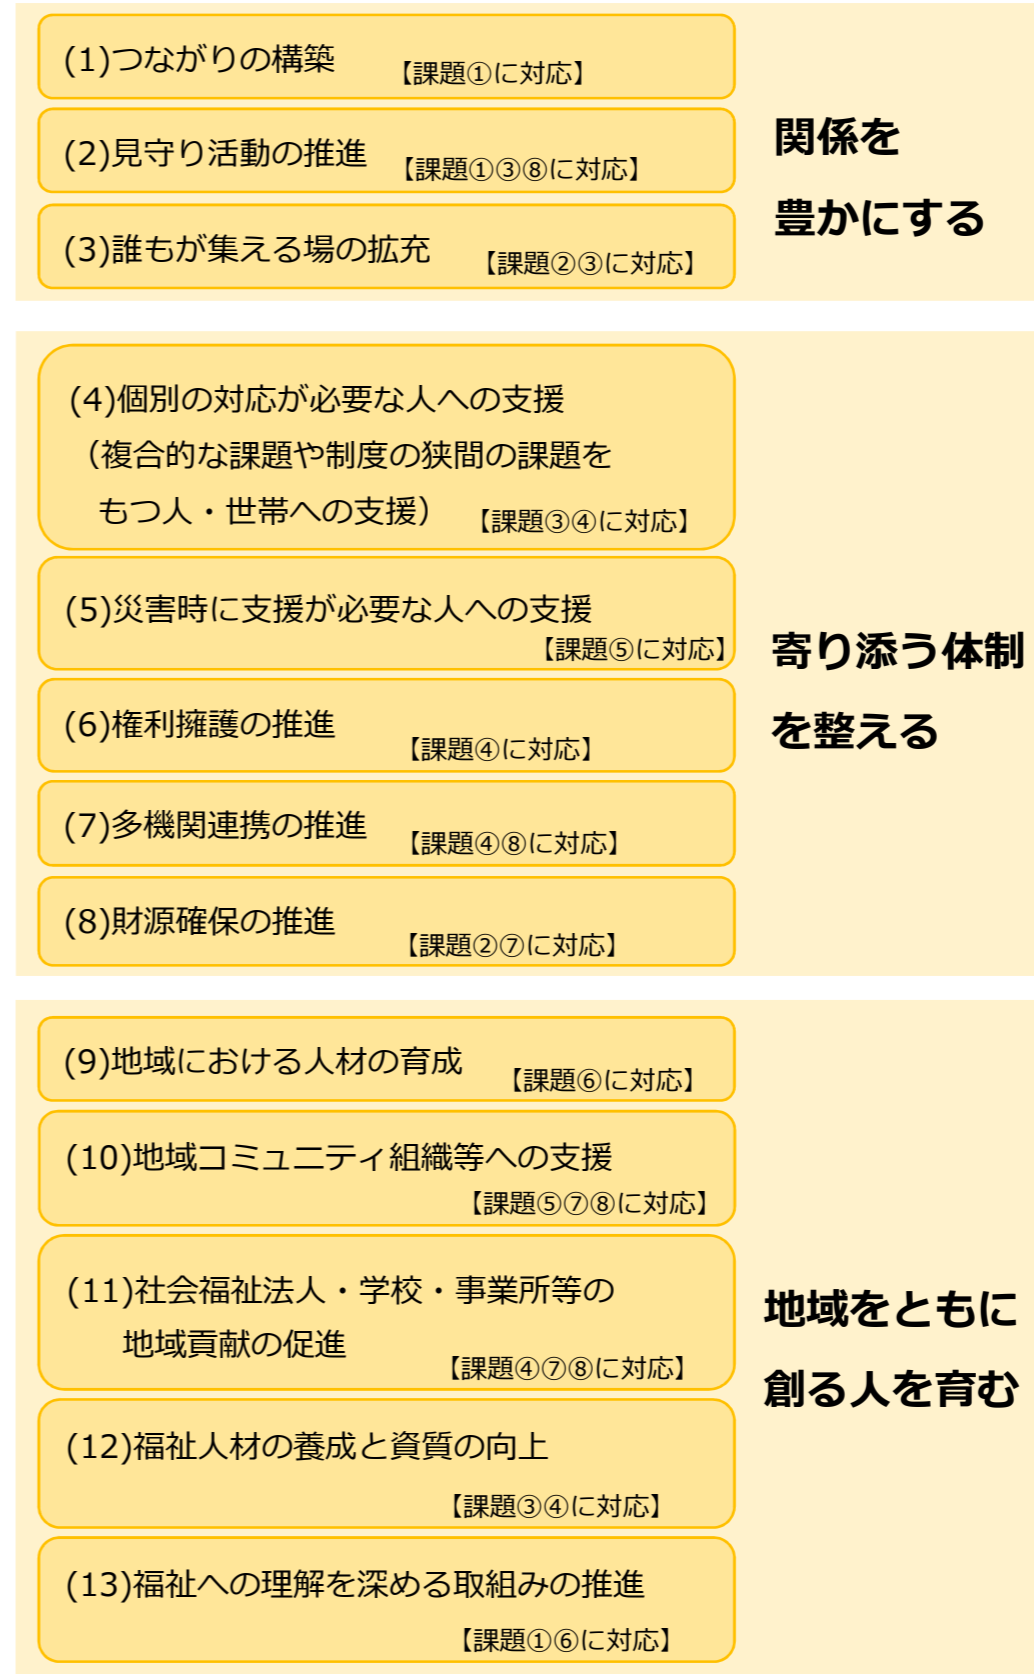 (1)つながりの構築 【課題①に対応】
(2)見守り活動の推進 【課題①③⑧に対応】
(3)誰もが集える場の拡充 【課題②③に対応】
関係を
豊かにする
(4)個別の対応が必要な人への支援
（複合的な課題や制度の狭間の課題を
もつ人・世帯への支援） 【課題③④に対応】
(5)災害時に支援が必要な人への支援
【課題⑤に対応】
(6)権利擁護の推進 【課題④に対応】
(7)多機関連携の推進 【課題④⑧に対応】
(8)財源確保の推進 【課題②⑦に対応】
寄り添う体制
を整える
(9)地域における人材の育成 【課題⑥に対応】
(10)地域コミュニティ組織等への支援
【課題⑤⑦⑧に対応】
(11)社会福祉法人・学校・事業所等の
地域貢献の促進 【課題④⑦⑧に対応】
(12)福祉人材の養成と資質の向上
【課題③④に対応】
(13)福祉への理解を深める取組みの推進
【課題①⑥に対応】
地域をともに
創る人を育む